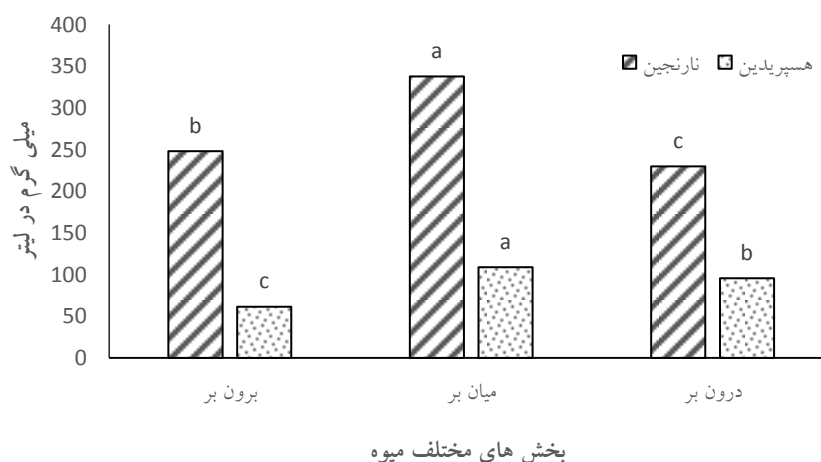 400
350
300
250
200
150
100
50
0
میلی گرم در لیتر
نارنجین هسپریدین
b
c
a
a
c
b
برون بر
میان بر
درون بر
بخش های مختلف میوه